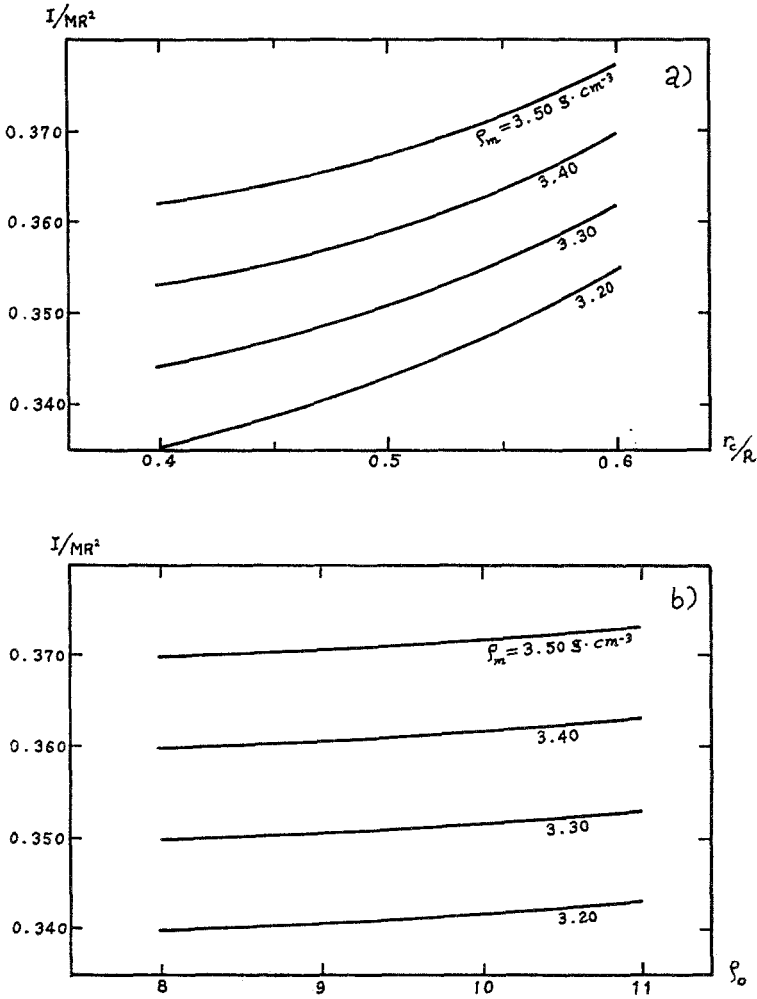 I/MR²
a)
ρₘ = 3.50 g·cm⁻³
0.370
3.40
0.360
3.30
0.350
3.20
0.340
0.4 0.5 0.6 r_c/R
I/MR²
b)
ρₘ = 3.50 g·cm⁻³
0.370
3.40
0.360
3.30
0.350
3.20
0.340
8 9 10 11 ρ₀